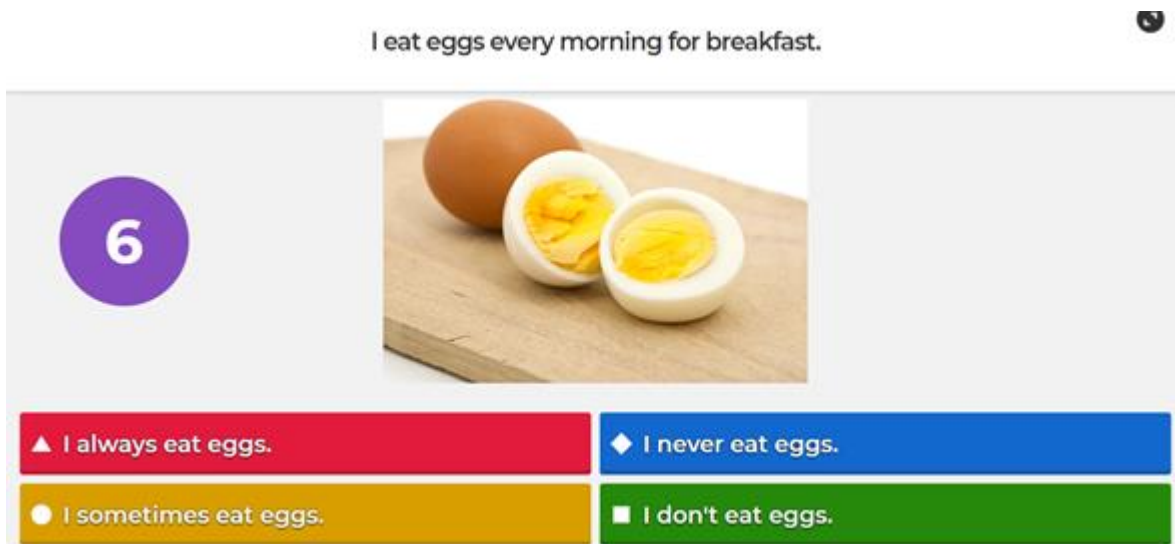 I eat eggs every morning for breakfast.
6
I always eat eggs.
I never eat eggs.
I sometimes eat eggs.
I don't eat eggs.